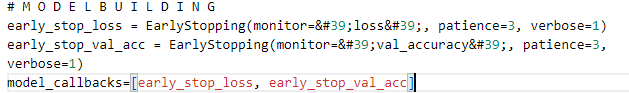 # M O D E L B U I L D I N G
early_stop_loss = EarlyStopping(monitor=&#39;loss&#39;, patience=3, verbose=1)
early_stop_val_acc = EarlyStopping(monitor=&#39;val_accuracy&#39;, patience=3,
verbose=1)
model_callbacks=[early_stop_loss, early_stop_val_acc]